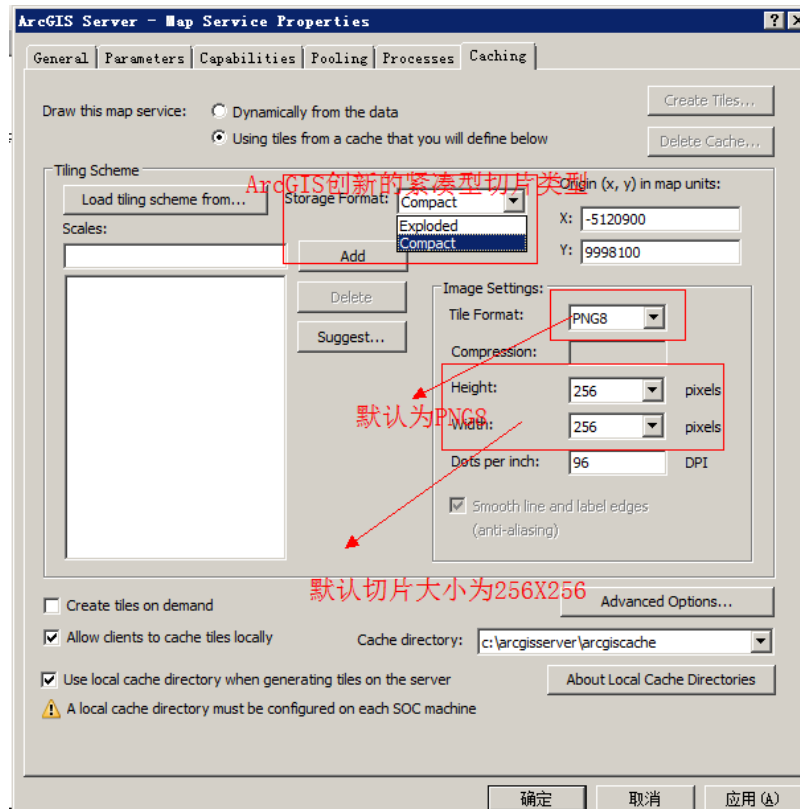 ArcGIS Server - Map Service Properties
General Parameters Capabilities Pooling Processes Caching
Draw this map service:
Dynamically from the data
Using tiles from a cache that you will define below
Create Tiles...
Delete Cache...
Tiling Scheme
Load tiling scheme from...
ArcGIS创新的紧凑型切片类型
Storage Format: Compact
Exploded
Compact
Origin (x, y) in map units:
X: -5120900
Y: 9998100
Scales:
Add
Delete
Suggest...
Image Settings:
Tile Format: PNG8
Compression:
Height: 256 pixels
默认为PNG8
Width: 256 pixels
Dots per inch: 96 DPI
Smooth line and label edges
(anti-aliasing)
默认切片大小为256X256
Create tiles on demand
Advanced Options...
Allow clients to cache tiles locally
Cache directory: c:\arcgisserver\arcgiscache
Use local cache directory when generating tiles on the server
About Local Cache Directories
A local cache directory must be configured on each SOC machine
确定 取消 应用(A)